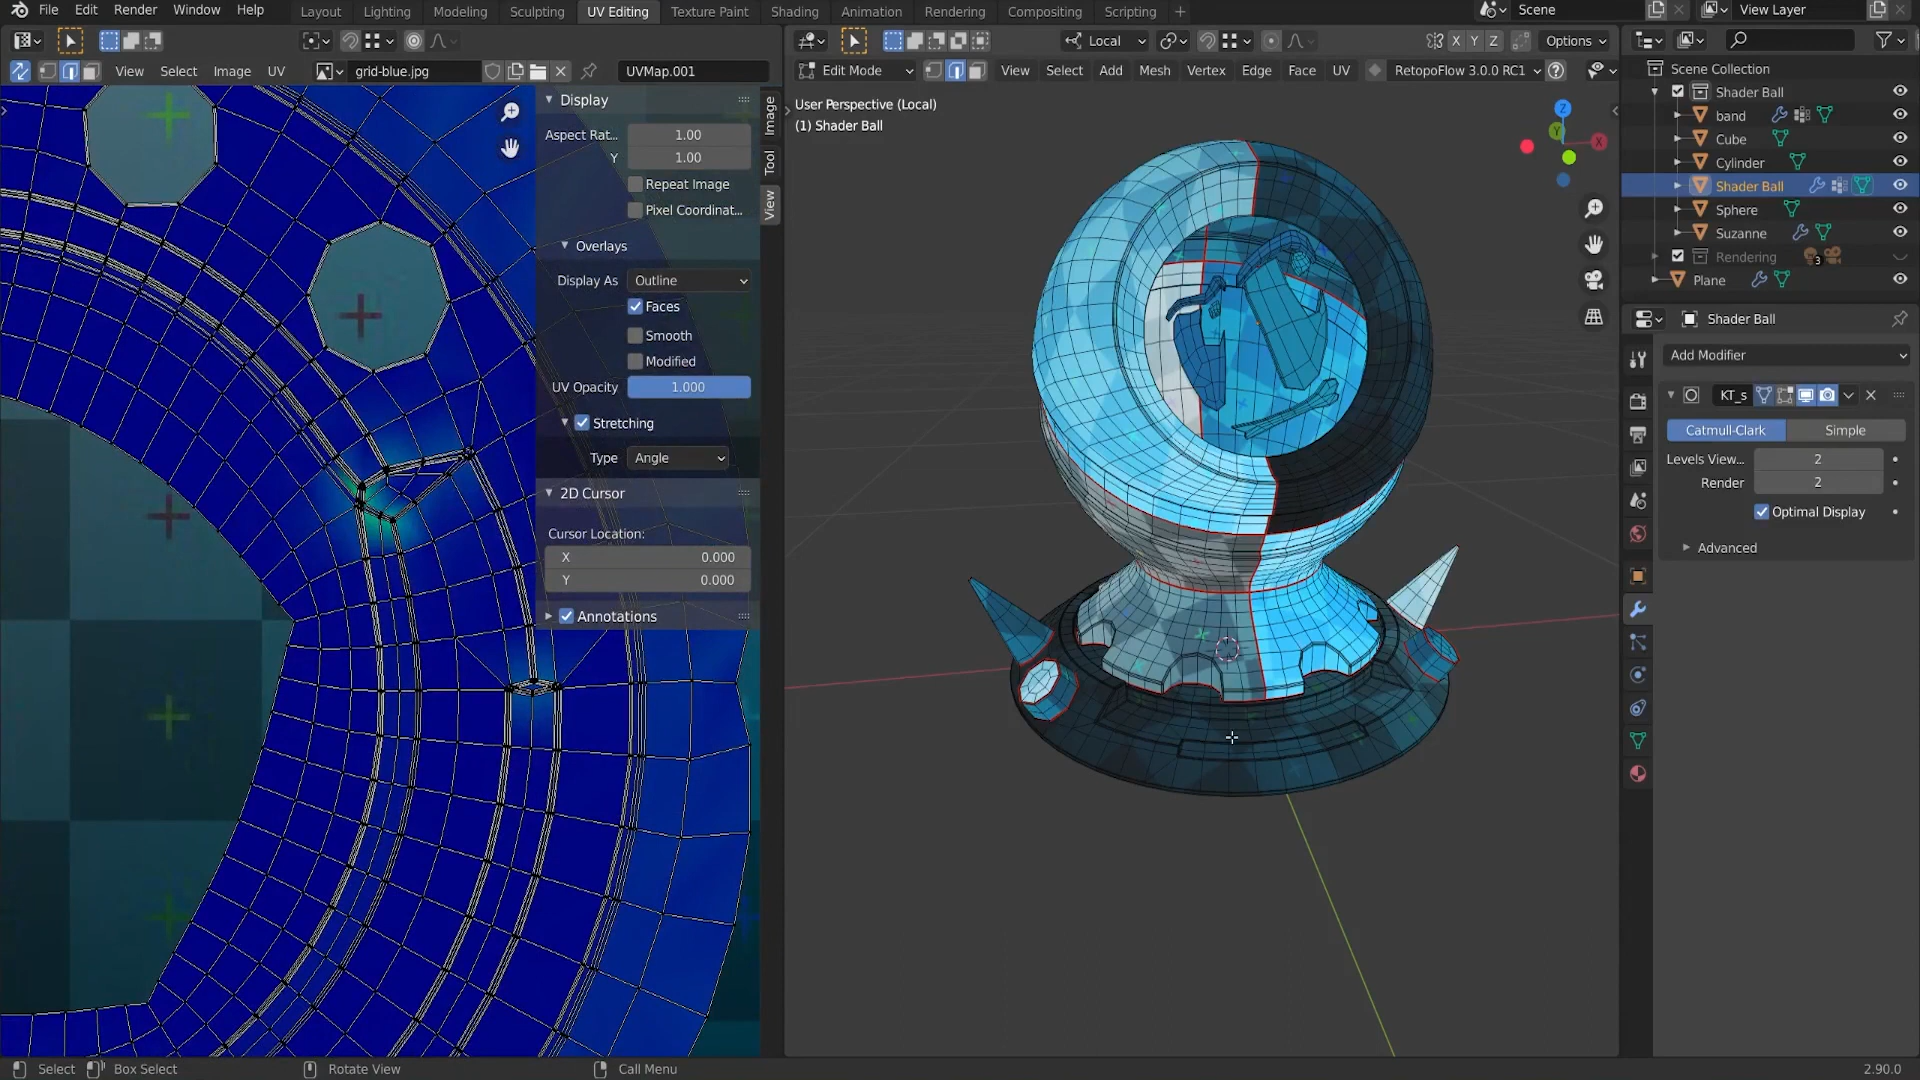 File Edit Render Window Help Layout Lighting Modeling Sculpting UV Editing Texture Paint Shading Animation Rendering Compositing Scripting + Scene View Layer
Local X Y Z Options
View Select Image UV grid-blue.jpg UVMap.001
Edit Mode View Select Add Mesh Vertex Edge Face UV RetopoFlow 3.0.0 RC1
Display
Aspect Rat... 1.00
Y 1.00
Repeat Image
Pixel Coordinat...
Overlays
Display As Outline
Faces
Smooth
Modified
UV Opacity 1.000
Stretching
Type Angle
2D Cursor
Cursor Location:
X 0.000
Y 0.000
Annotations
Image
Tool
View
User Perspective (Local)
(1) Shader Ball
Z
Y
X
Scene Collection
Shader Ball
band
Cube
Cylinder
Shader Ball
Sphere
Suzanne
Rendering 3
Plane
Shader Ball
Add Modifier
KT_s
Catmull-Clark Simple
Levels View... 2
Render 2
Optimal Display
Advanced
Select Box Select Rotate View Call Menu 2.90.0